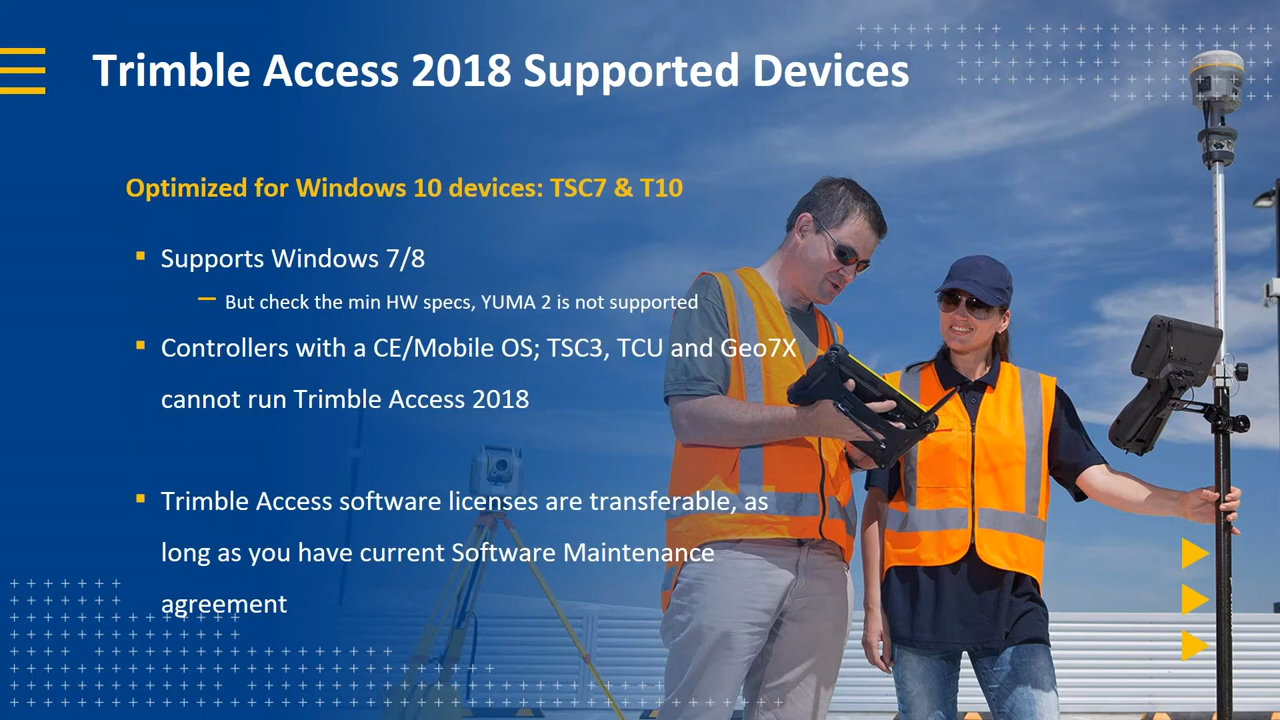 Trimble Access 2018 Supported Devices
Optimized for Windows 10 devices: TSC7 & T10
Supports Windows 7/8
But check the min HW specs, YUMA 2 is not supported
Controllers with a CE/Mobile OS; TSC3, TCU and Geo7X
cannot run Trimble Access 2018
Trimble Access software licenses are transferable, as
long as you have current Software Maintenance
agreement